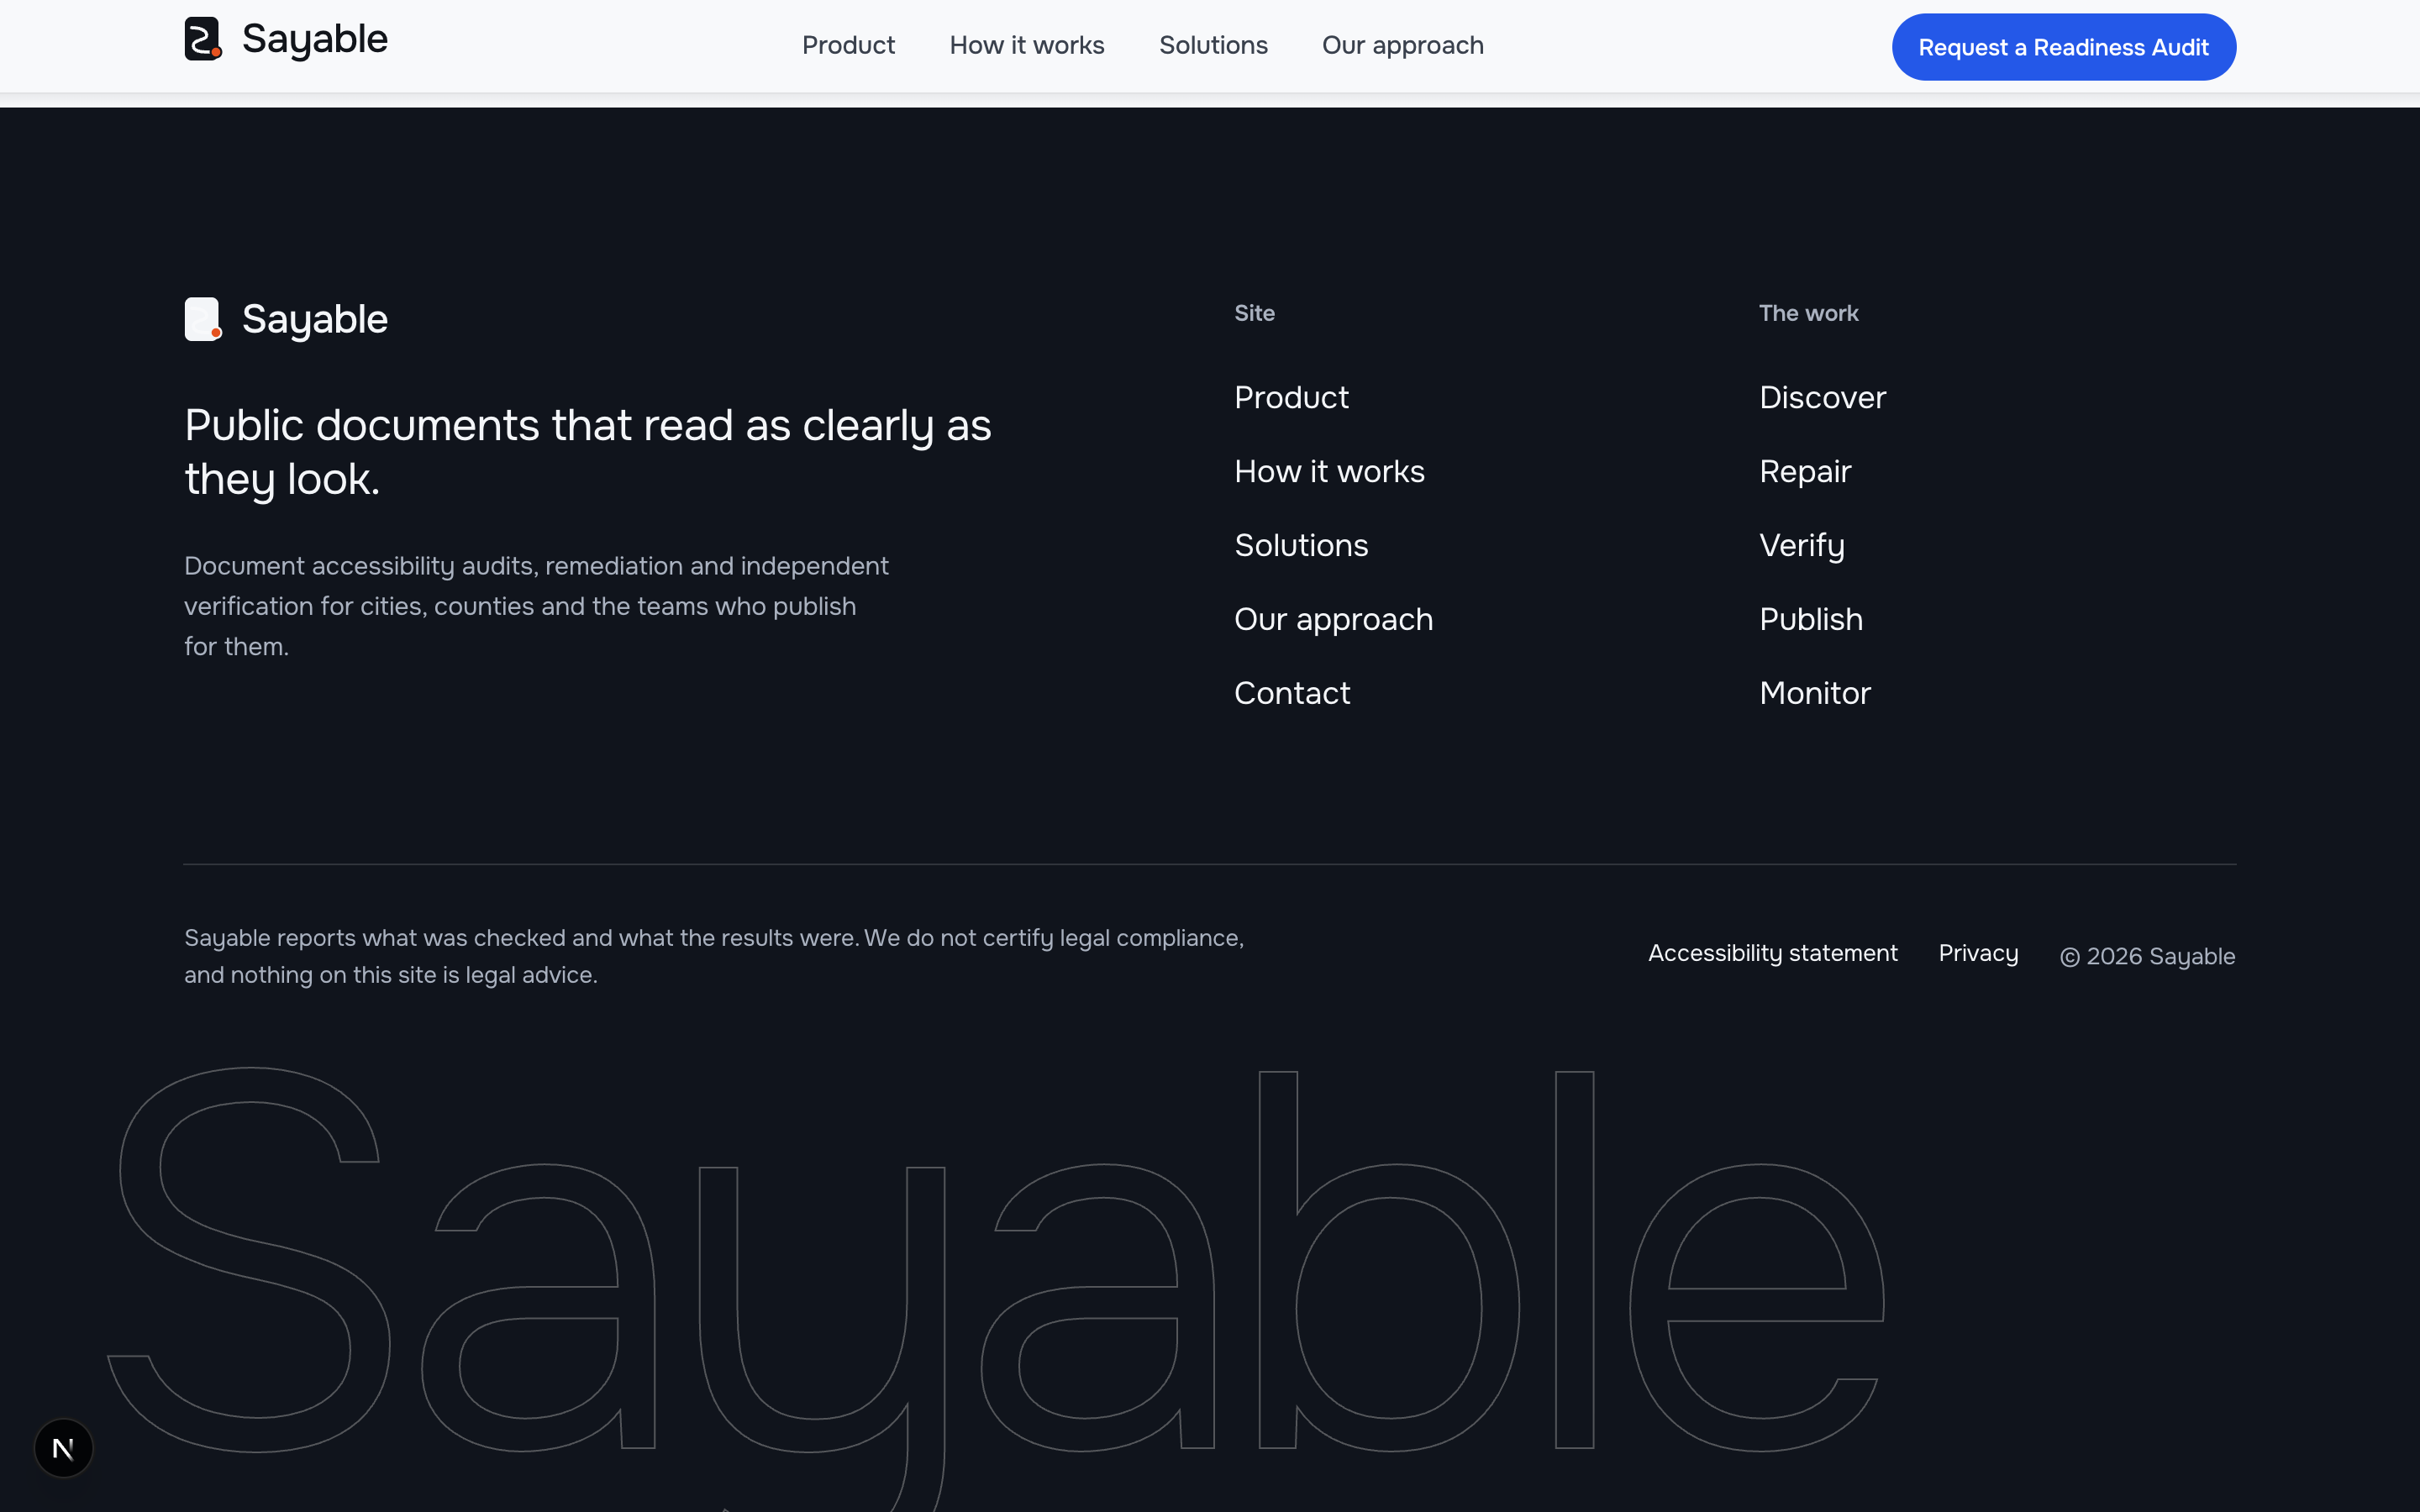 Sayable
Product
How it works
Solutions
Our approach
Request a Readiness Audit
Sayable
Public documents that read as clearly as
they look.
Document accessibility audits, remediation and independent
verification for cities, counties and the teams who publish
for them.
Site
Product
How it works
Solutions
Our approach
Contact
The work
Discover
Repair
Verify
Publish
Monitor
Sayable reports what was checked and what the results were. We do not certify legal compliance,
and nothing on this site is legal advice.
Accessibility statement
Privacy
© 2026 Sayable
Sayable
N